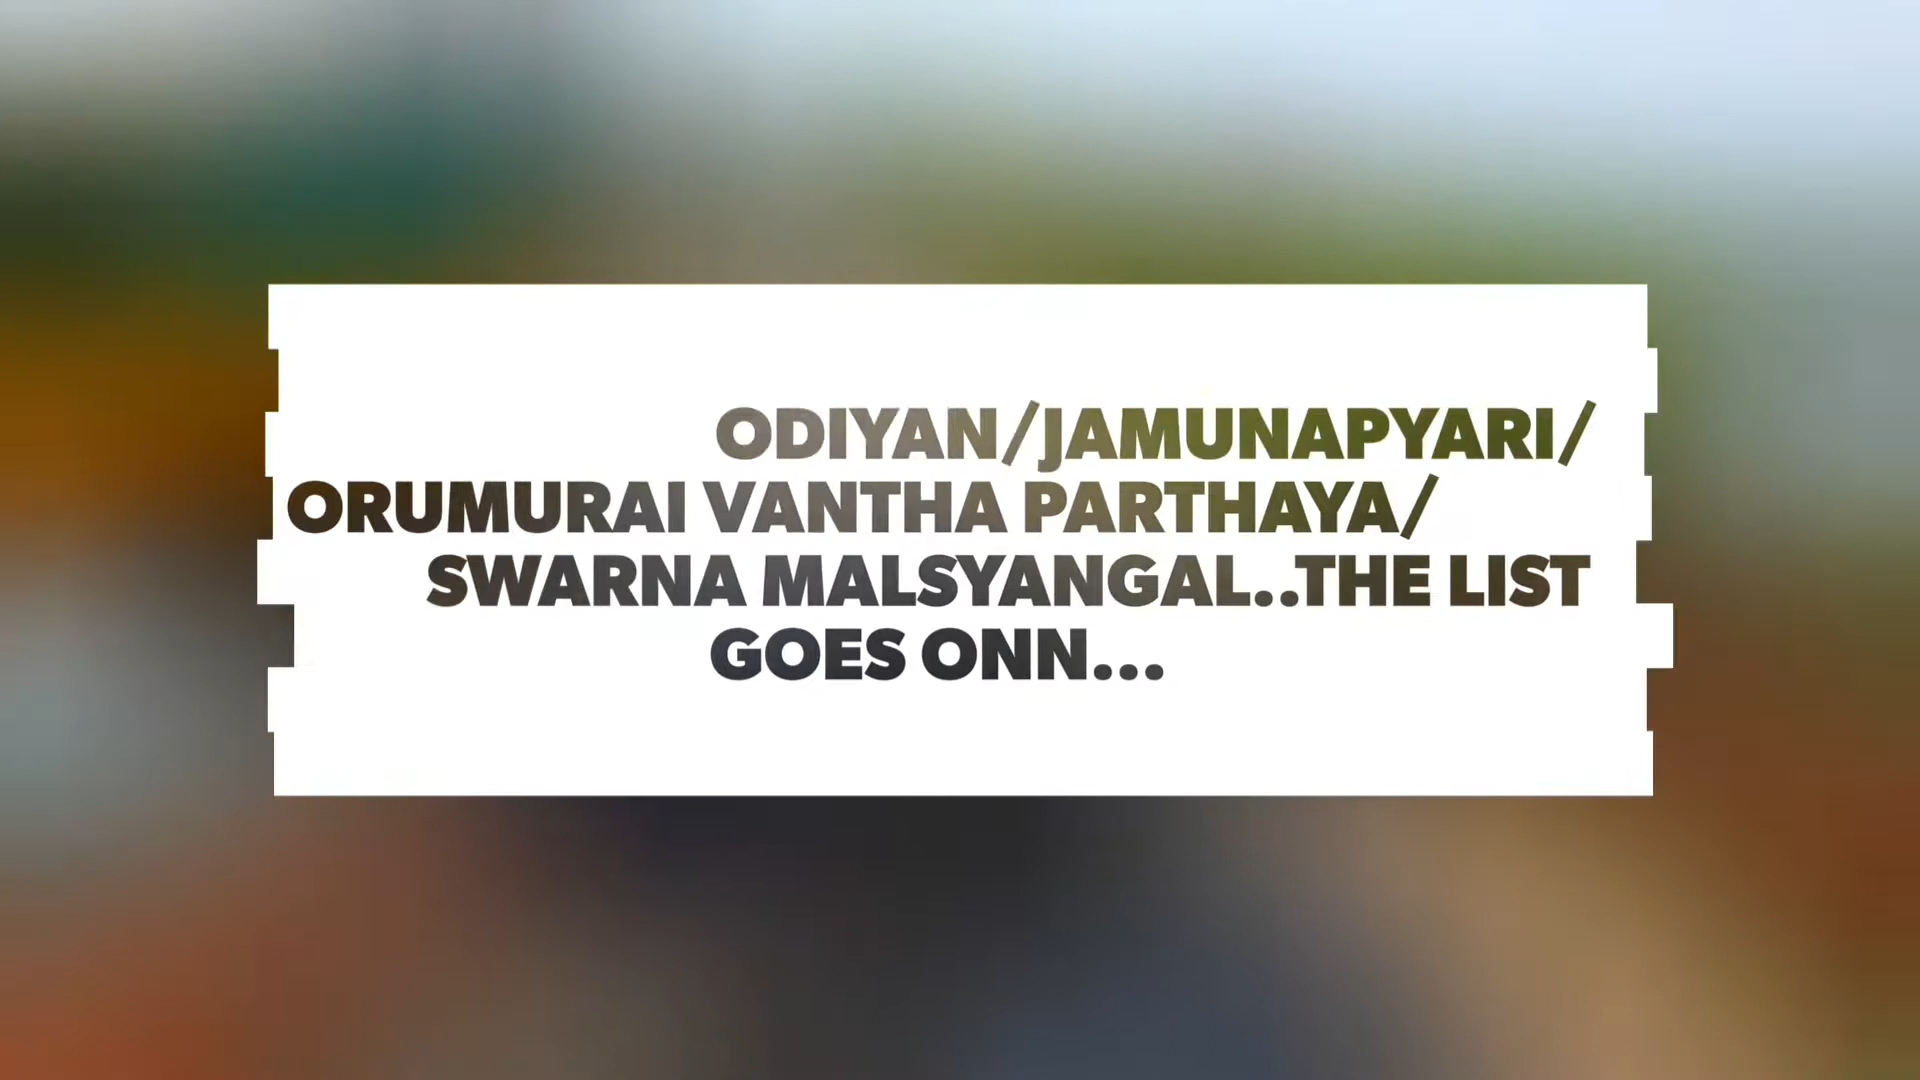 ODIYAN/JAMUNAPYARI/
ORUMURAI VANTHA PARTHAYA/
SWARNA MALSYANGAL..THE LIST
GOES ONN...